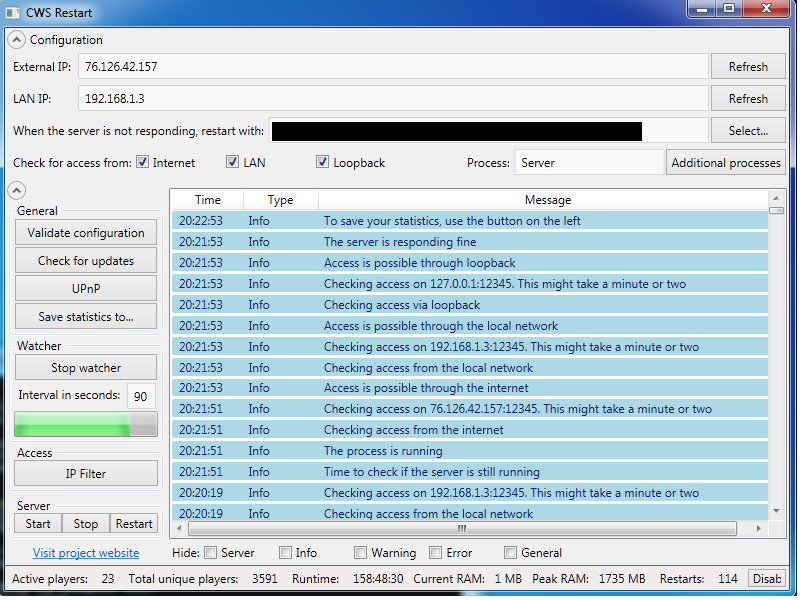 CWS Restart
Configuration
External IP: 76.126.42.157 Refresh
LAN IP: 192.168.1.3 Refresh
When the server is not responding, restart with: Select...
Check for access from: Internet LAN Loopback Process: Server Additional processes
General
Validate configuration
Check for updates
UPnP
Save statistics to...
Watcher
Stop watcher
Interval in seconds: 90
Access
IP Filter
Server
Start Stop Restart
Visit project website
Time Type Message
20:22:53 Info To save your statistics, use the button on the left
20:21:53 Info The server is responding fine
20:21:53 Info Access is possible through loopback
20:21:53 Info Checking access on 127.0.0.1:12345. This might take a minute or two
20:21:53 Info Checking access via loopback
20:21:53 Info Access is possible through the local network
20:21:53 Info Checking access on 192.168.1.3:12345. This might take a minute or two
20:21:53 Info Checking access from the local network
20:21:53 Info Access is possible through the internet
20:21:51 Info Checking access on 76.126.42.157:12345. This might take a minute or two
20:21:51 Info Checking access from the internet
20:21:51 Info The process is running
20:21:51 Info Time to check if the server is still running
20:20:19 Info Checking access on 192.168.1.3:12345. This might take a minute or two
20:20:19 Info Checking access from the local network
Hide: Server Info Warning Error General
Active players: 23 Total unique players: 3591 Runtime: 158:48:30 Current RAM: 1 MB Peak RAM: 1735 MB Restarts: 114 Disab